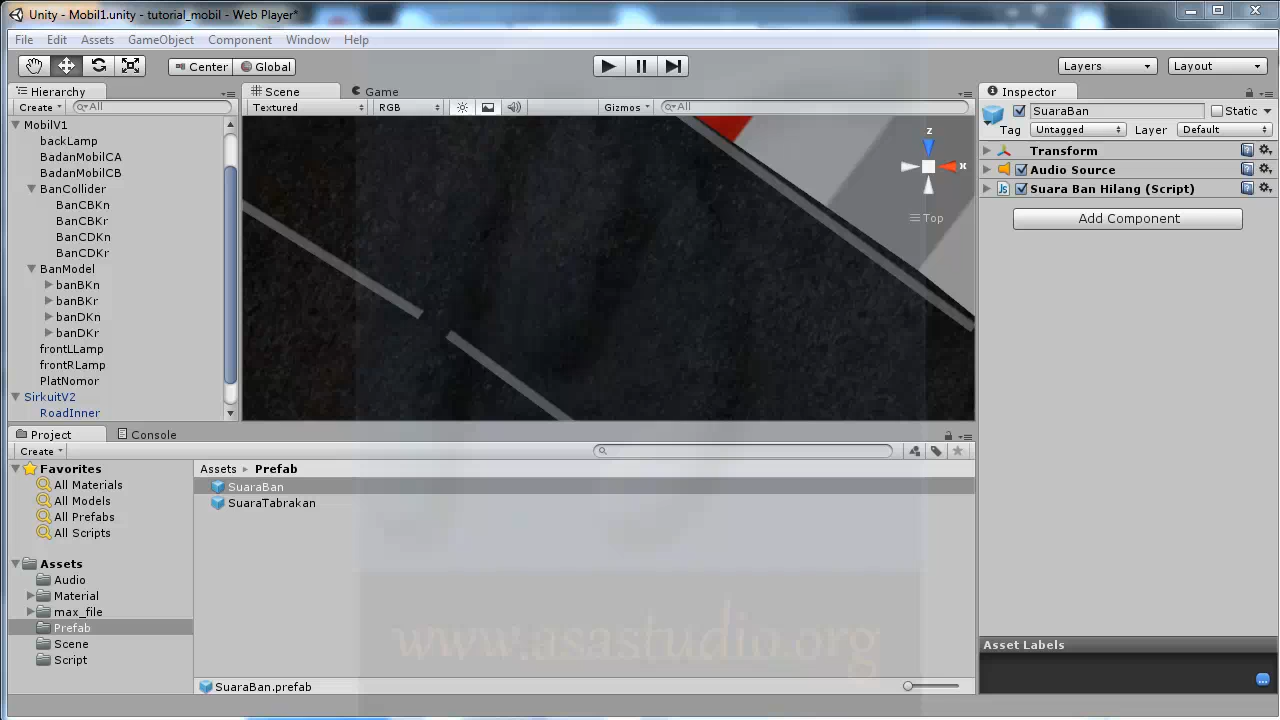 Unity - Mobil1.unity - tutorial_mobil - Web Player*
File Edit Assets GameObject Component Window Help
Center Global Layers Layout
Hierarchy
Create All
MobilV1
backLamp
BadanMobilCA
BadanMobilCB
BanCollider
BanCBKn
BanCBKr
BanCDKn
BanCDKr
BanModel
banBKn
banBKr
banDKn
banDKr
frontLLamp
frontRLamp
PlatNomor
SirkuitV2
RoadInner
Scene Game
Textured RGB Gizmos All
z
x
Top
Inspector
SuaraBan Static
Tag Untagged Layer Default
Transform
Audio Source
Js Suara Ban Hilang (Script)
Add Component
Project Console
Create
Favorites
All Materials
All Models
All Prefabs
All Scripts
Assets
Audio
Material
max_file
Prefab
Scene
Script
Assets Prefab
SuaraBan
SuaraTabrakan
www.asastudio.org
SuaraBan.prefab
Asset Labels